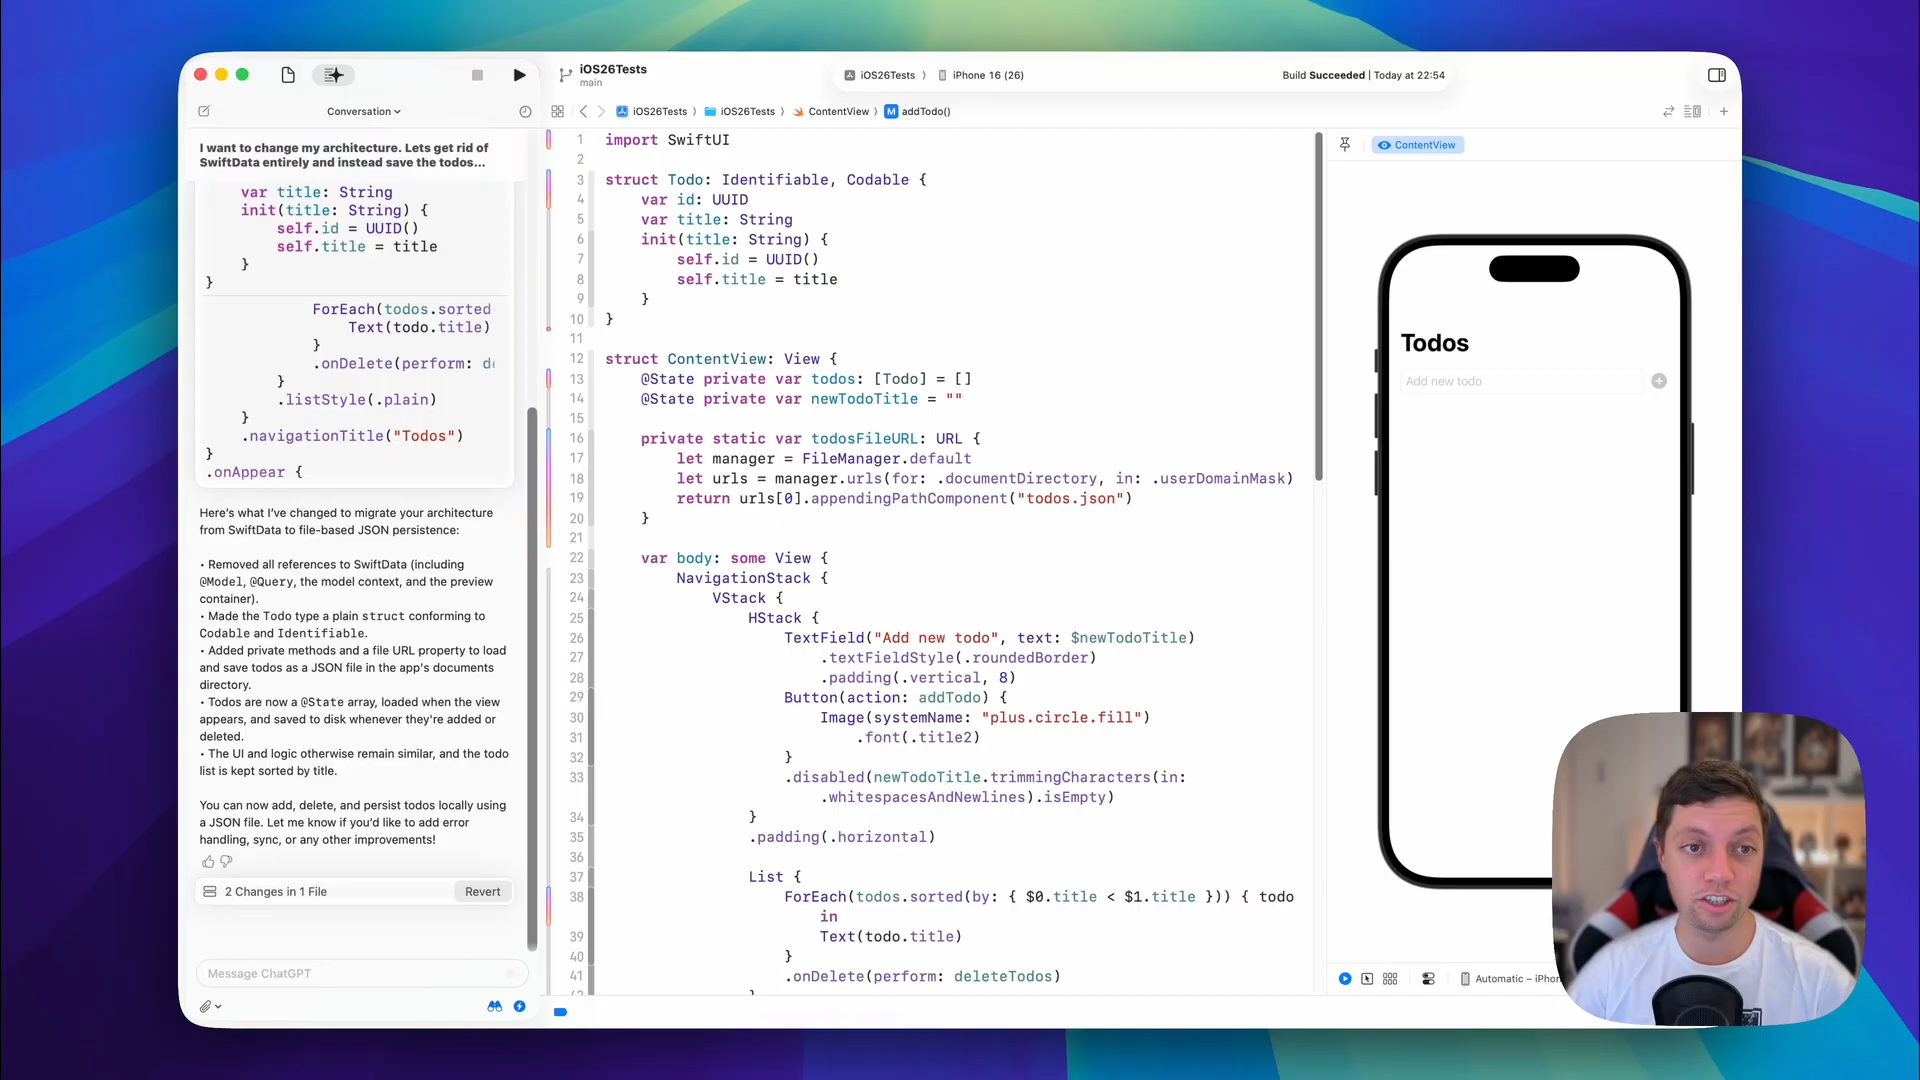 iOS26Tests
main
iOS26Tests 〉 iPhone 16 (26)
Build Succeeded | Today at 22:54
Conversation
iOS26Tests 〉 iOS26Tests 〉 ContentView 〉 M addTodo()
I want to change my architecture. Lets get rid of
SwiftData entirely and instead save the todos...
var title: String
init(title: String) {
self.id = UUID()
self.title = title
}
}
ForEach(todos.sorted
Text(todo.title)
}
.onDelete(perform: de
}
.listStyle(.plain)
}
.navigationTitle("Todos")
}
.onAppear {
Here’s what I’ve changed to migrate your architecture
from SwiftData to file-based JSON persistence:
• Removed all references to SwiftData (including
@Model, @Query, the model context, and the preview
container).
• Made the Todo type a plain struct conforming to
Codable and Identifiable.
• Added private methods and a file URL property to load
and save todos as a JSON file in the app's documents
directory.
• Todos are now a @State array, loaded when the view
appears, and saved to disk whenever they're added or
deleted.
• The UI and logic otherwise remain similar, and the todo
list is kept sorted by title.
You can now add, delete, and persist todos locally using
a JSON file. Let me know if you’d like to add error
handling, sync, or any other improvements!
2 Changes in 1 File
Revert
Message ChatGPT
1 import SwiftUI
2
3 struct Todo: Identifiable, Codable {
4 var id: UUID
5 var title: String
6 init(title: String) {
7 self.id = UUID()
8 self.title = title
9 }
10 }
11
12 struct ContentView: View {
13 @State private var todos: [Todo] = []
14 @State private var newTodoTitle = ""
15
16 private static var todosFileURL: URL {
17 let manager = FileManager.default
18 let urls = manager.urls(for: .documentDirectory, in: .userDomainMask)
19 return urls[0].appendingPathComponent("todos.json")
20 }
21
22 var body: some View {
23 NavigationStack {
24 VStack {
25 HStack {
26 TextField("Add new todo", text: $newTodoTitle)
27 .textFieldStyle(.roundedBorder)
28 .padding(.vertical, 8)
29 Button(action: addTodo) {
30 Image(systemName: "plus.circle.fill")
31 .font(.title2)
32 }
33 .disabled(newTodoTitle.trimmingCharacters(in:
.whitespacesAndNewlines).isEmpty)
34 }
35 .padding(.horizontal)
36
37 List {
38 ForEach(todos.sorted(by: { $0.title < $1.title })) { todo
in
39 Text(todo.title)
40 }
41 .onDelete(perform: deleteTodos)
ContentView
Todos
Add new todo
Automatic – iPhon